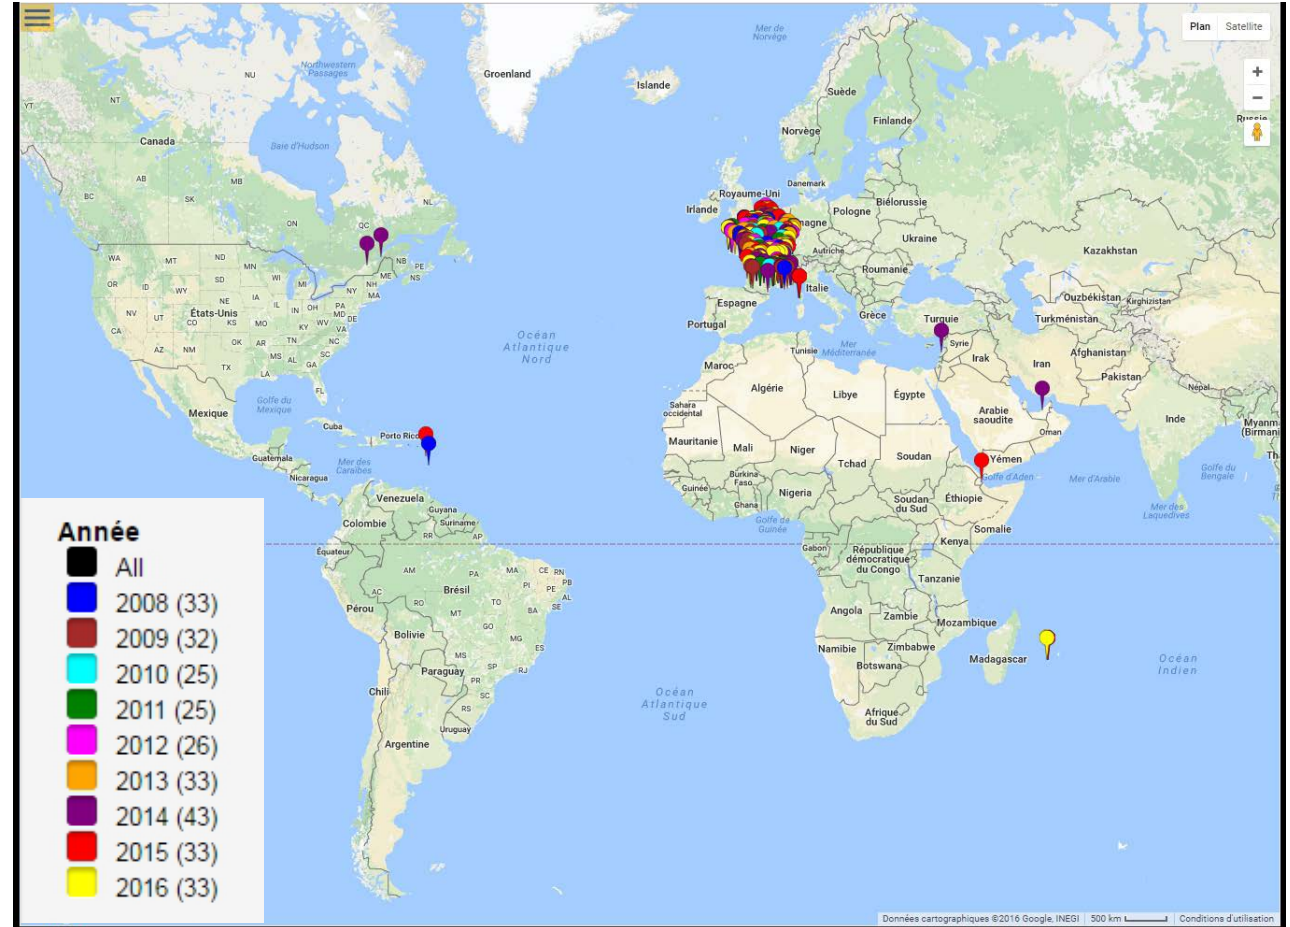 Mer de
Norvège
Plan Satellite
Northwestern
Passages
Groenland
Islande
NU
YT
NT
Suède
Finlande
Norvège
Russie
Canada
Baie d'Hudson
AB
MB
BC
SK
NL
ON
QC
Danemark
Royaume-Uni
Irlande
Biélorussie
Pologne
magne
Ukraine
Autriche
Kazakhstan
Roumanie
WA
MT
ND
MN
NB
PE
NS
ME
OR
ID
SD
WI
MI
NY
NH
MA
WY
IA
NE
IL
IN
OH
PA
MD
DE
NV
UT
États-Unis
CO
KS
MO
KY
WV
VA
CA
AZ
NM
OK
AR
TN
NC
SC
MS
AL
GA
TX
LA
FL
Italie
Espagne
Portugal
Grèce
Turquie
Ouzbékistan
Kirghizistan
Turkménistan
Océan
Atlantique
Nord
Tunisie
Mer
Méditerranée
Syrie
Irak
Iran
Afghanistan
Pakistan
Népal
Maroc
Algérie
Libye
Égypte
Arabie
saoudite
Oman
Inde
Myanm
(Birmani
Golfe du
Mexique
Mexique
Cuba
Porto Rico
Sahara
occidental
Mauritanie
Mali
Niger
Tchad
Soudan
Yémen
Guatemala
Nicaragua
Mer des
Caraïbes
Burkina
Faso
Guinée
Ghana
Nigeria
Soudan
du Sud
Éthiopie
Golfe d'Aden
Mer d'Arabie
Golfe du
Bengale
Th
Mer des
Laquedives
Venezuela
Guyana
Suriname
Colombie
Golfe de
Guinée
Somalie
Kenya
Équateur
RR
AP
Gabon
République
démocratique
du Congo
Tanzanie
AM
PA
MA
CE
RN
PB
PE
AL
SE
PI
AC
RO
Brésil
TO
BA
MT
Pérou
GO
MG
ES
Bolivie
Angola
Zambie
Mozambique
Namibie
Zimbabwe
Botswana
Madagascar
Océan
Indien
MS
SP
RJ
Paraguay
PR
SC
RS
Chili
Uruguay
Argentine
Océan
Atlantique
Sud
Afrique
du Sud
Année
All
2008 (33)
2009 (32)
2010 (25)
2011 (25)
2012 (26)
2013 (33)
2014 (43)
2015 (33)
2016 (33)
Données cartographiques ©2016 Google, INEGI 500 km Conditions d'utilisation